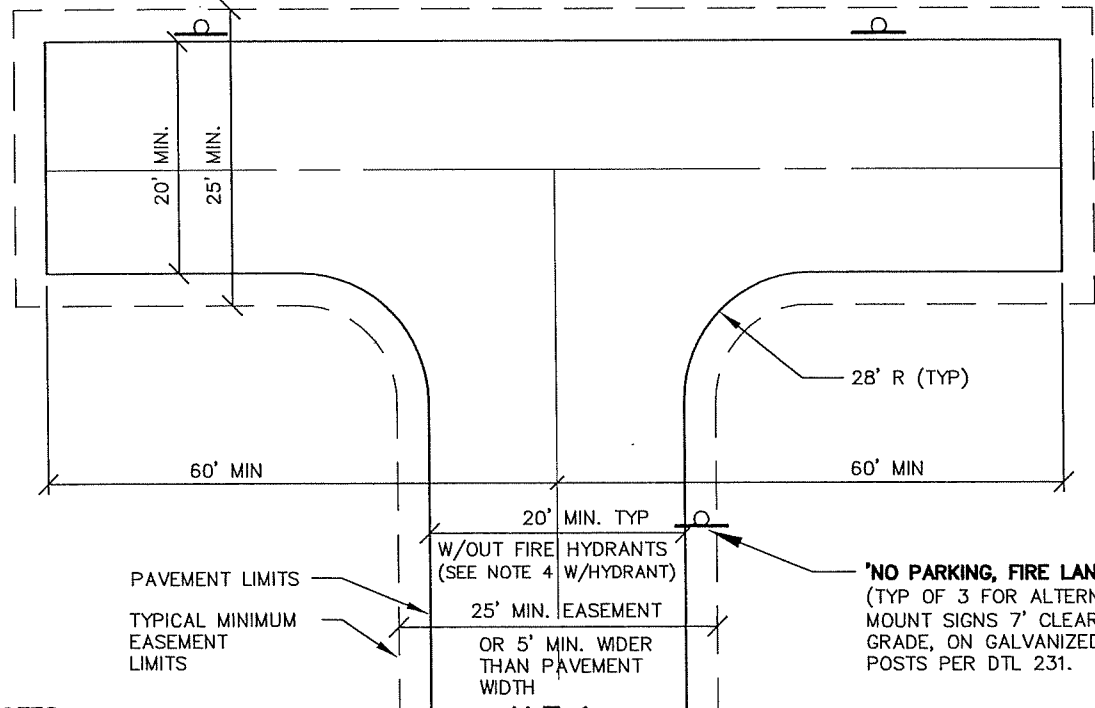 20' MIN.
25' MIN.
28' R (TYP)
60' MIN
60' MIN
20' MIN. TYP
W/OUT FIRE HYDRANTS
(SEE NOTE 4 W/HYDRANT)
PAVEMENT LIMITS
25' MIN. EASEMENT
TYPICAL MINIMUM
EASEMENT
LIMITS
OR 5' MIN. WIDER
THAN PAVEMENT
WIDTH
'NO PARKING, FIRE LAN
(TYP OF 3 FOR ALTERN
MOUNT SIGNS 7' CLEAR
GRADE, ON GALVANIZED
POSTS PER DTL 231.